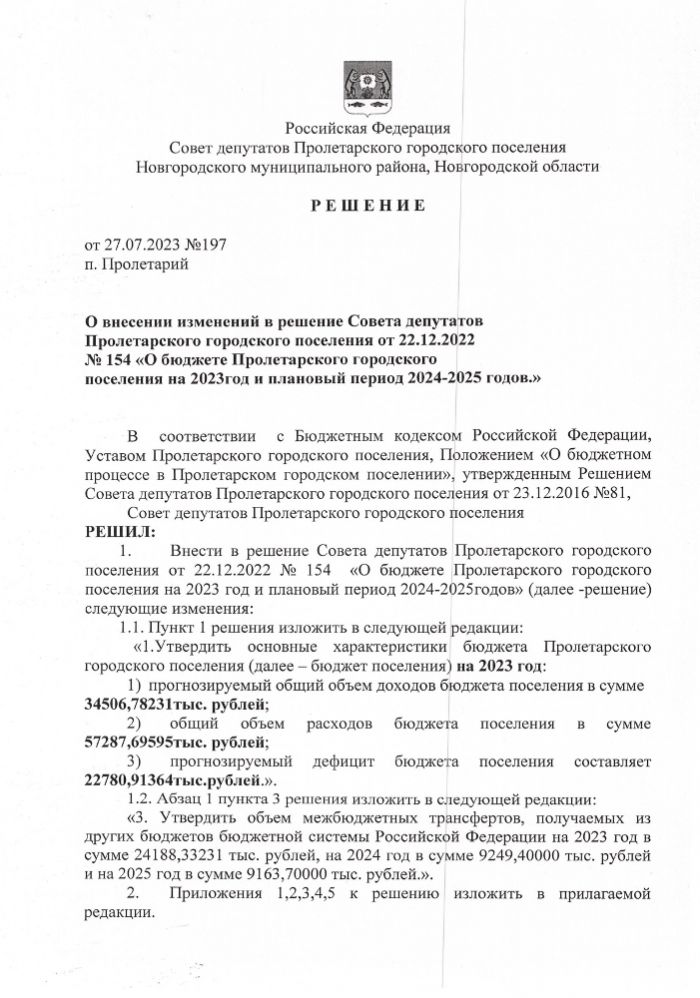 Российская Федерация
Совет депутатов Пролетарского городского поселения
Новгородского муниципального района, Новгородской области
Р Е Ш Е Н И Е
от 27.07.2023 №197
п. Пролетарий
О внесении изменений в решение Совета депутатов
Пролетарского городского поселения от 22.12.2022
№ 154 «О бюджете Пролетарского городского
поселения на 2023год и плановый период 2024-2025 годов.»
В соответствии с Бюджетным кодексом Российской Федерации,
Уставом Пролетарского городского поселения, Положением «О бюджетном
процессе в Пролетарском городском поселении», утвержденным Решением
Совета депутатов Пролетарского городского поселения от 23.12.2016 №81,
Совет депутатов Пролетарского городского поселения
РЕШИЛ:
1. Внести в решение Совета депутатов Пролетарского городского
поселения от 22.12.2022 № 154 «О бюджете Пролетарского городского
поселения на 2023 год и плановый период 2024-2025годов» (далее -решение)
следующие изменения:
1.1. Пункт 1 решения изложить в следующей редакции:
«1.Утвердить основные характеристики бюджета Пролетарского
городского поселения (далее – бюджет поселения) на 2023 год:
1) прогнозируемый общий объем доходов бюджета поселения в сумме
34506,78231тыс. рублей;
2) общий объем расходов бюджета поселения в сумме
57287,69595тыс. рублей;
3) прогнозируемый дефицит бюджета поселения составляет
22780,91364тыс.рублей.».
1.2. Абзац 1 пункта 3 решения изложить в следующей редакции:
«3. Утвердить объем межбюджетных трансфертов, получаемых из
других бюджетов бюджетной системы Российской Федерации на 2023 год в
сумме 24188,33231 тыс. рублей, на 2024 год в сумме 9249,40000 тыс. рублей
и на 2025 год в сумме 9163,70000 тыс. рублей.».
2. Приложения 1,2,3,4,5 к решению изложить в прилагаемой
редакции.